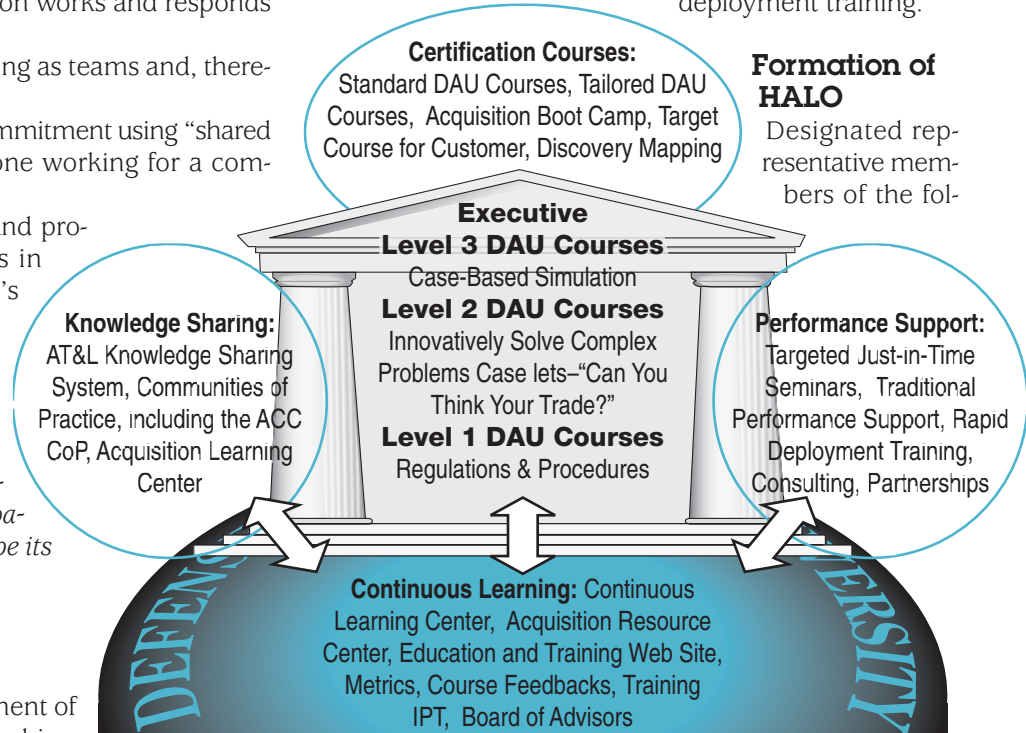 on works and responds
ing as teams and, there-
mmitment using “shared
one working for a com-
and pro-
s in
’s
-
pa-
pe its
ment of
deployment training.
Formation of
HALO
Designated rep-
resentative mem-
bers of the fol-
Certification Courses:
Standard DAU Courses, Tailored DAU
Courses, Acquisition Boot Camp, Target
Course for Customer, Discovery Mapping
Executive
Level 3 DAU Courses
Case-Based Simulation
Level 2 DAU Courses
Innovatively Solve Complex
Problems Case lets–“Can You
Think Your Trade?”
Level 1 DAU Courses
Regulations & Procedures
Knowledge Sharing:
AT&L Knowledge Sharing
System, Communities of
Practice, including the ACC
CoP, Acquisition Learning
Center
Performance Support:
Targeted Just-in-Time
Seminars, Traditional
Performance Support, Rapid
Deployment Training,
Consulting, Partnerships
Continuous Learning: Continuous
Learning Center, Acquisition Resource
Center, Education and Training Web Site,
Metrics, Course Feedbacks, Training
IPT, Board of Advisors
DEFENS
VERSITY